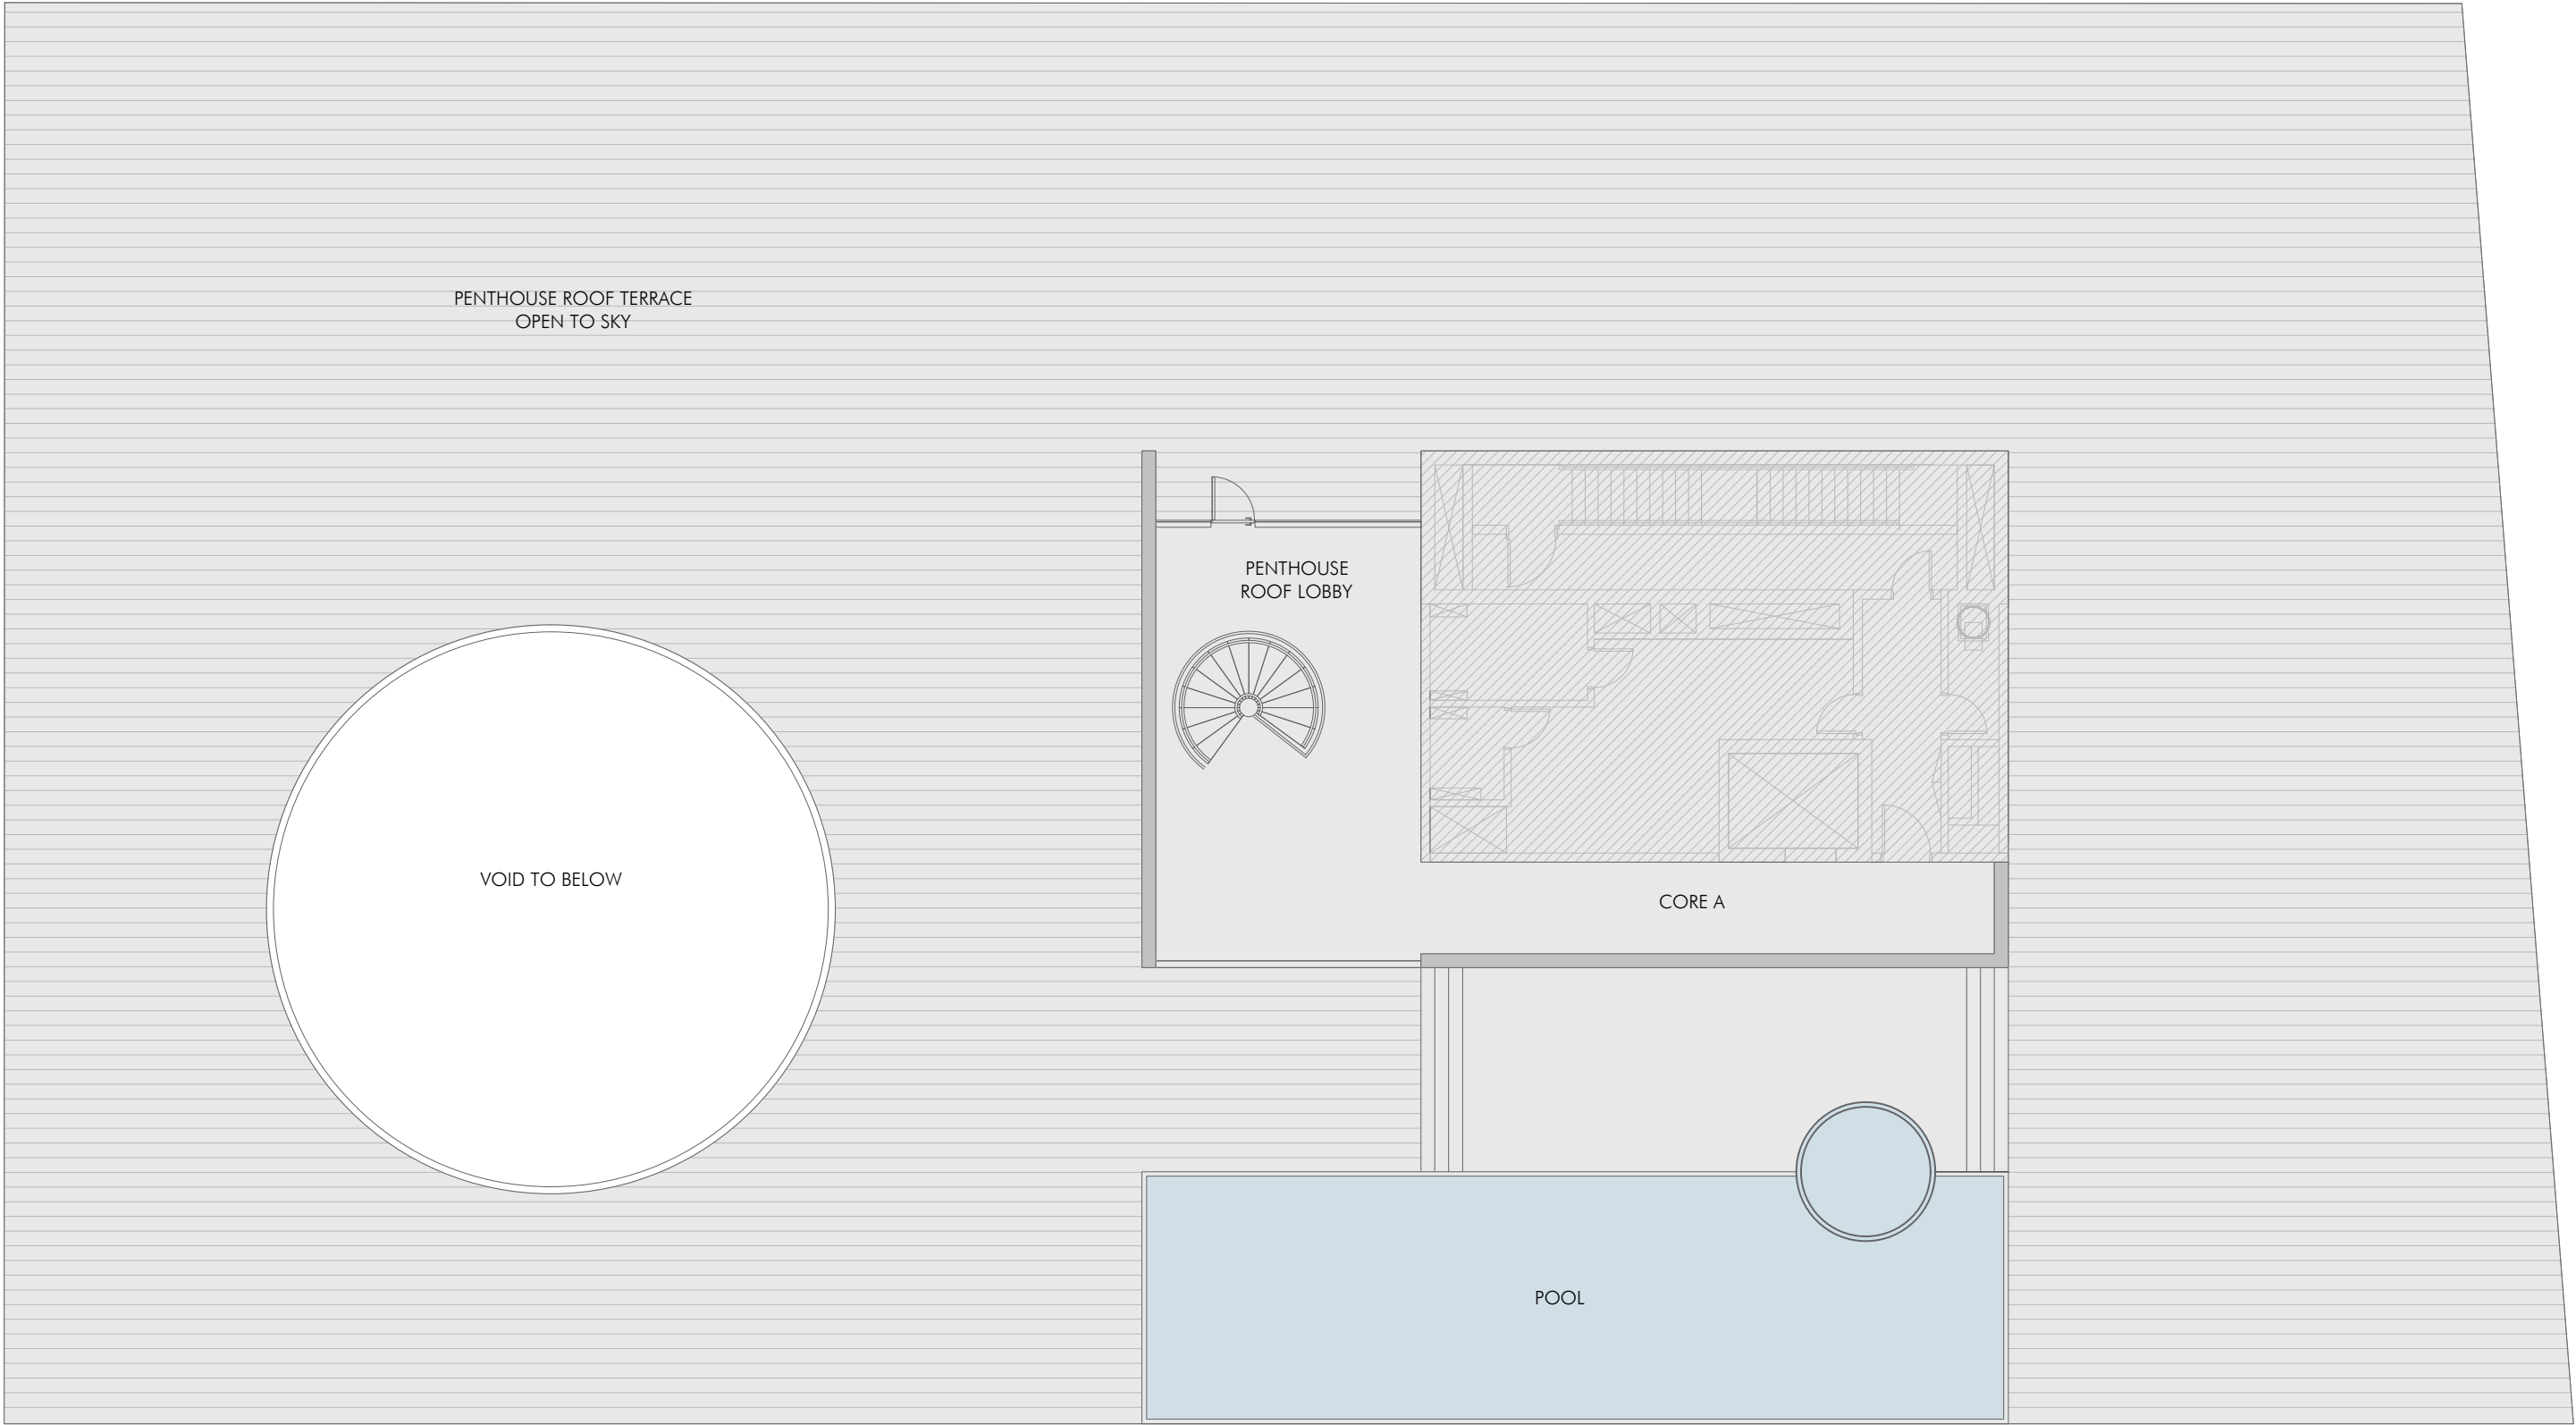 PENTHOUSE ROOF TERRACE
OPEN TO SKY
PENTHOUSE
ROOF LOBBY
VOID TO BELOW
CORE A
POOL